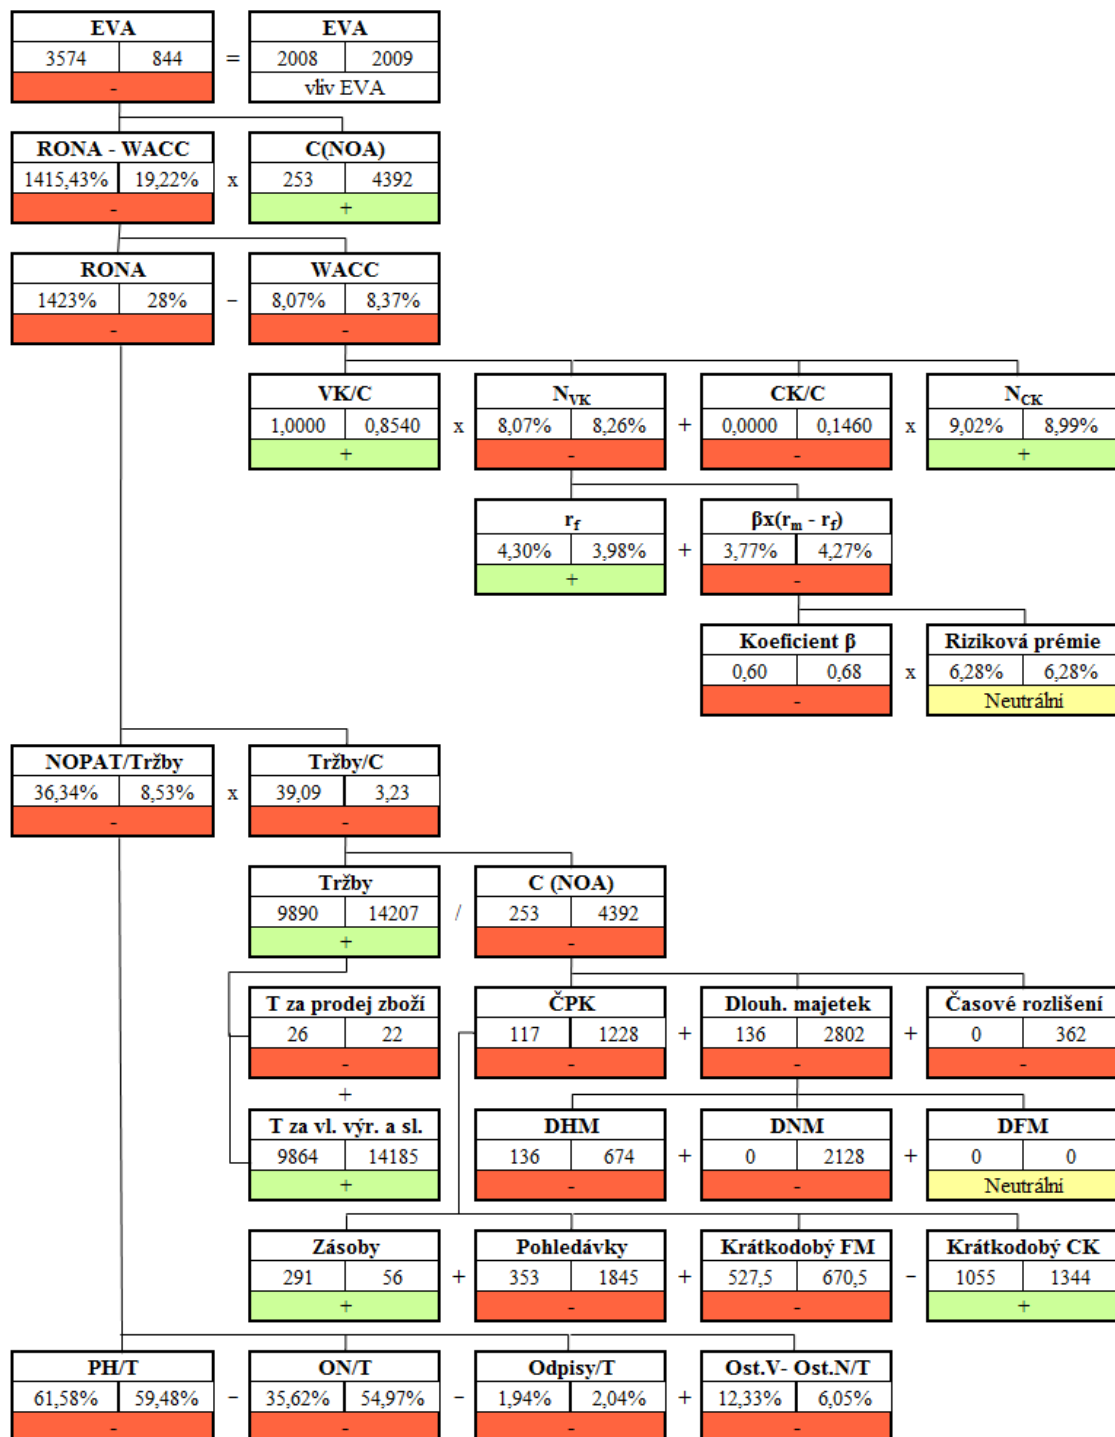 EVA EVA
3574 844 = 2008 2009
- vliv EVA
RONA - WACC C(NOA)
1415,43% 19,22% x 253 4392
- +
RONA WACC
1423% 28% - 8,07% 8,37%
- -
VK/C N_VK CK/C N_CK
1,0000 0,8540 x 8,07% 8,26% + 0,0000 0,1460 x 9,02% 8,99%
+ - - +
r_f βx(r_m - r_f)
4,30% 3,98% + 3,77% 4,27%
+ -
Koeficient β Riziková prémie
0,60 0,68 x 6,28% 6,28%
- Neutrální
NOPAT/Tržby Tržby/C
36,34% 8,53% x 39,09 3,23
- -
Tržby C (NOA)
9890 14207 / 253 4392
+ -
T za prodej zboží ČPK Dlouh. majetek Časové rozlišení
26 22 117 1228 + 136 2802 + 0 362
- - - -
+
T za vl. výr. a sl. DHM DNM DFM
9864 14185 136 674 + 0 2128 + 0 0
+ - - Neutrální
Zásoby Pohledávky Krátkodobý FM Krátkodobý CK
291 56 + 353 1845 + 527,5 670,5 - 1055 1344
+ - - +
PH/T ON/T Odpisy/T Ost.V- Ost.N/T
61,58% 59,48% - 35,62% 54,97% - 1,94% 2,04% + 12,33% 6,05%
- - - -